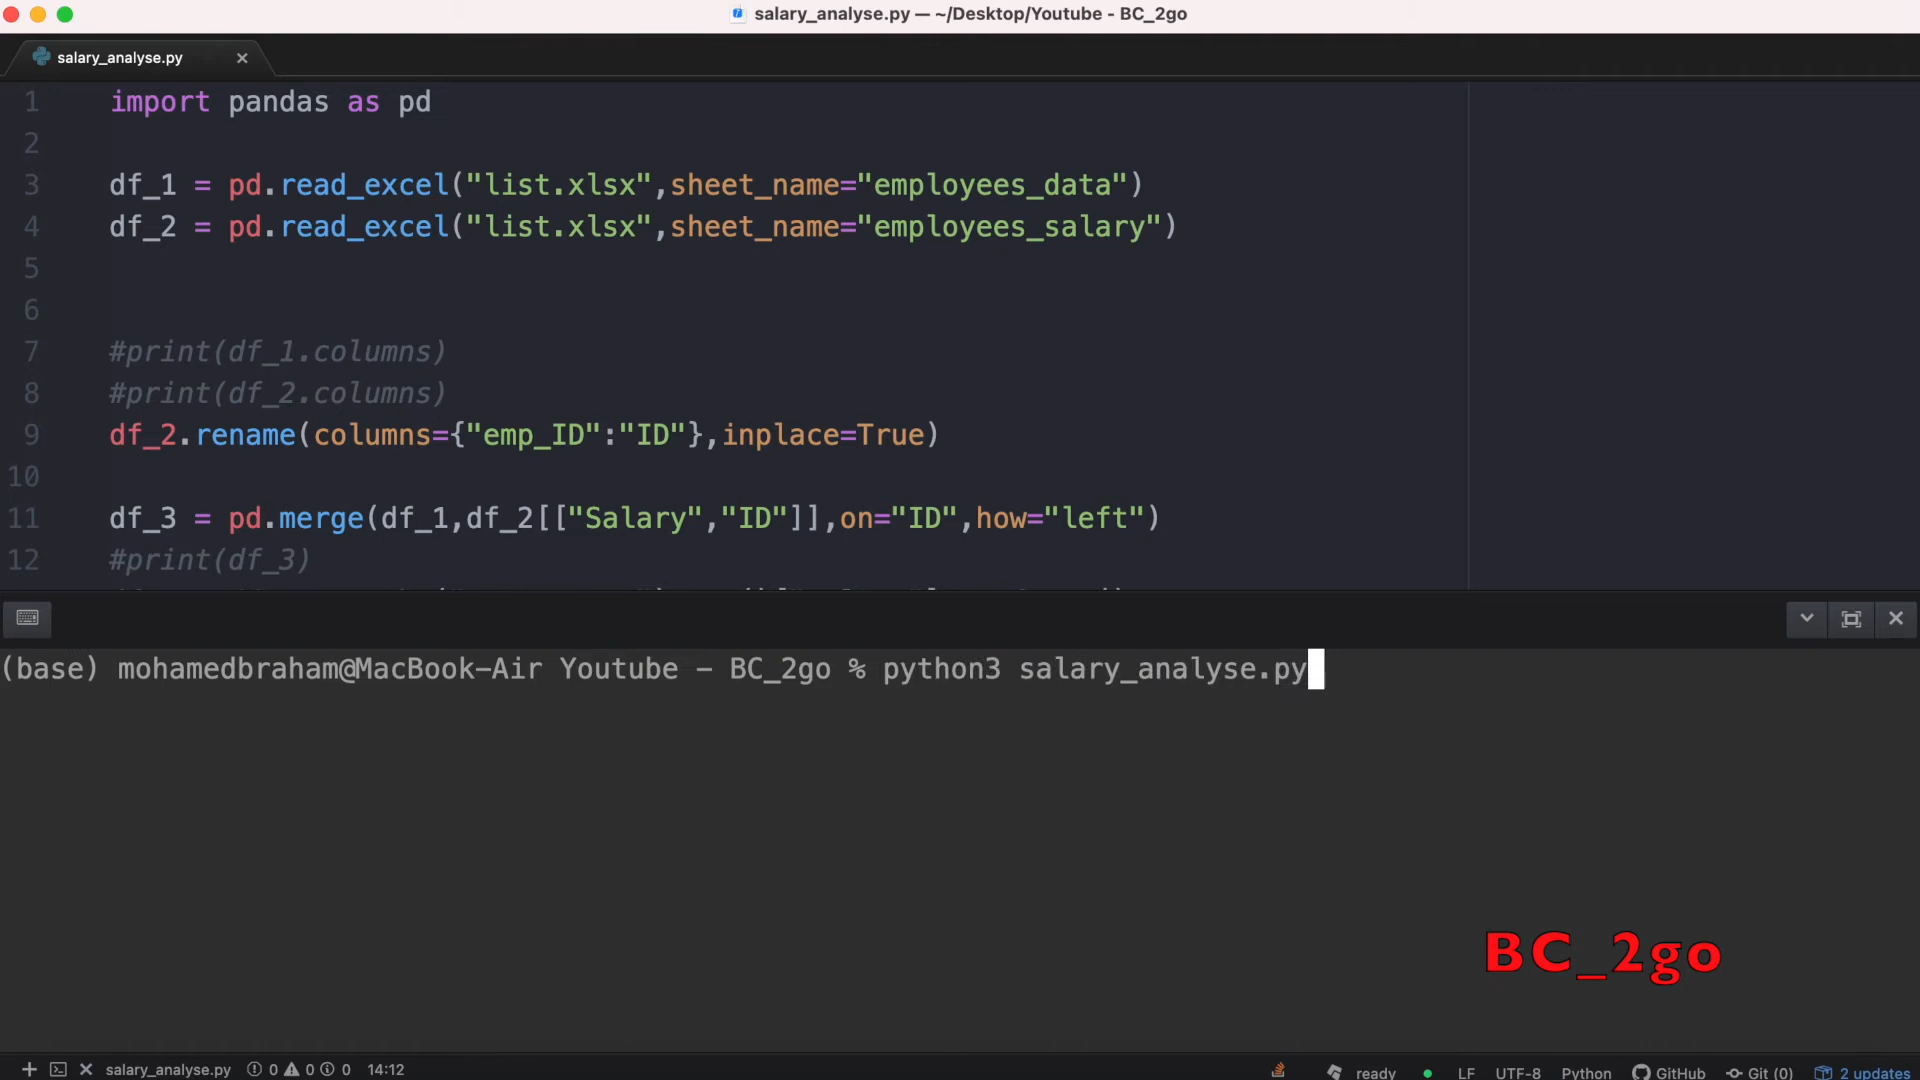 salary_analyse.py — ~/Desktop/Youtube - BC_2go
salary_analyse.py
1 import pandas as pd
2
3 df_1 = pd.read_excel("list.xlsx",sheet_name="employees_data")
4 df_2 = pd.read_excel("list.xlsx",sheet_name="employees_salary")
5
6
7 #print(df_1.columns)
8 #print(df_2.columns)
9 df_2.rename(columns={"emp_ID":"ID"},inplace=True)
10
11 df_3 = pd.merge(df_1,df_2[["Salary","ID"]],on="ID",how="left")
12 #print(df_3)
(base) mohamedbraham@MacBook-Air Youtube - BC_2go % python3 salary_analyse.py
BC_2go
salary_analyse.py 0 0 0 14:12 ready LF UTF-8 Python GitHub Git (0) 2 updates